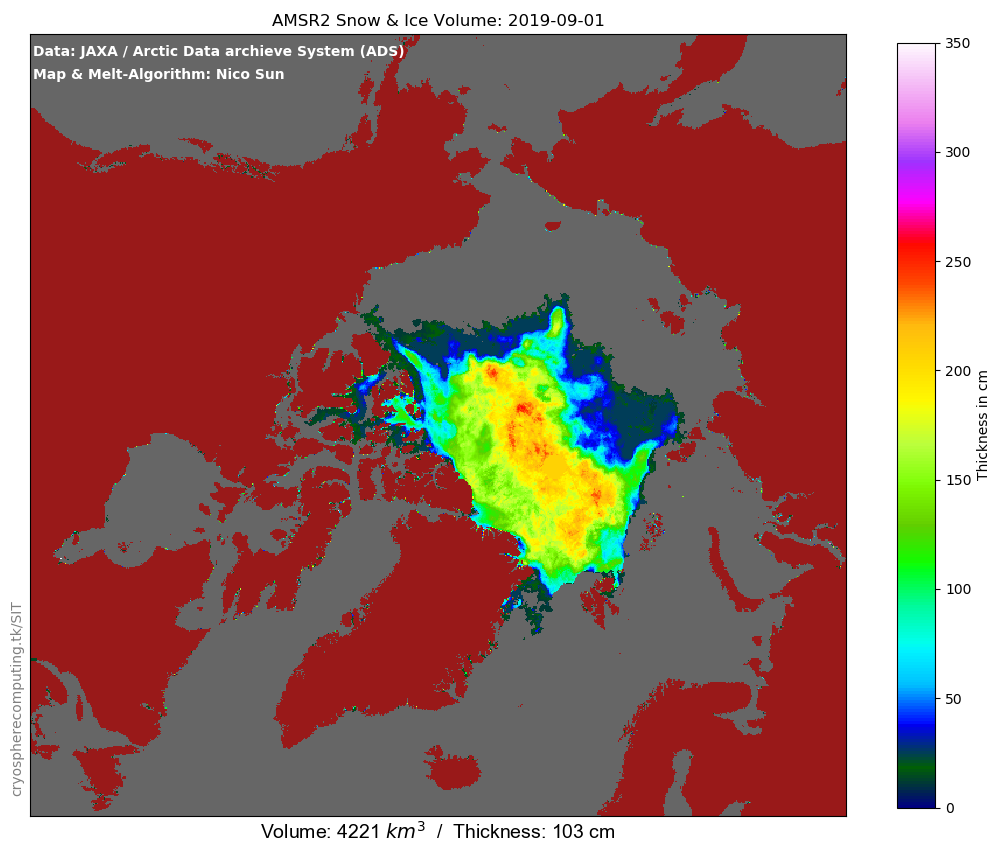 AMSR2 Snow & Ice Volume: 2019-09-01
Data: JAXA / Arctic Data archieve System (ADS)
Map & Melt-Algorithm: Nico Sun
350
300
250
200
150
100
50
0
Thickness in cm
cryospherecomputing.tk/SIT
Volume: 4221 km³ / Thickness: 103 cm